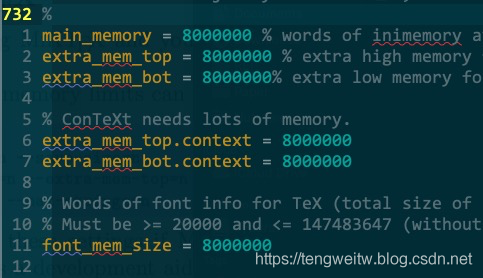 732 %
1 main_memory = 8000000 % words of inimemory a
2 extra_mem_top = 8000000 % extra high memory
3 extra_mem_bot = 8000000% extra low memory fo
4
5 % ConTeXt needs lots of memory.
6 extra_mem_top.context = 8000000
7 extra_mem_bot.context = 8000000
8
9 % Words of font info for TeX (total size of
10 % Must be >= 20000 and <= 147483647 (without
11 font_mem_size = 8000000
12
https://tengweitw.blog.csdn.net